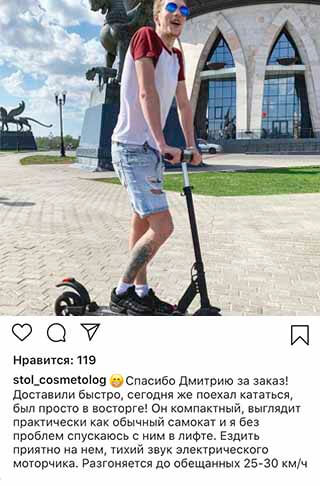 Нравится: 119
stol_cosmetolog 🤭Спасибо Дмитрию за заказ!
Доставили быстро, сегодня же поехал кататься,
был просто в восторге! Он компактный, выглядит
практически как обычный самокат и я без
проблем спускаюсь с ним в лифте. Ездить
приятно на нем, тихий звук электрического
моторчика. Разгоняется до обещанных 25-30 км/ч